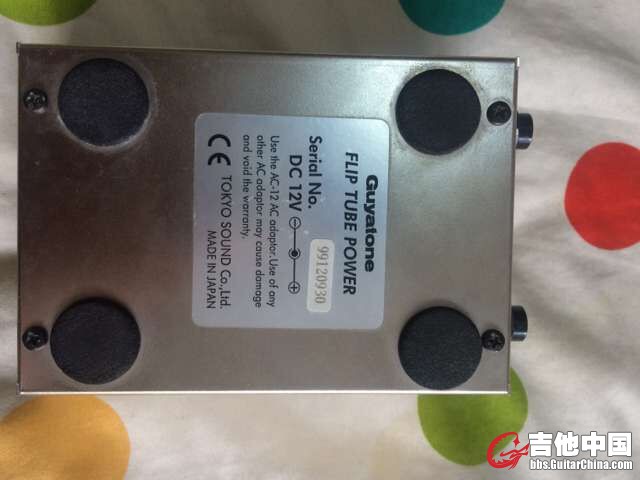 Guyatone
FLIP TUBE POWER
Serial No. 99120930
DC 12V
Use the AC-12 AC adaptor. Use of any
other AC adaptor may cause damage
and void the warranty.
CE TOKYO SOUND Co., Ltd.
MADE IN JAPAN
吉他中国
bbs.GuitarChina.com